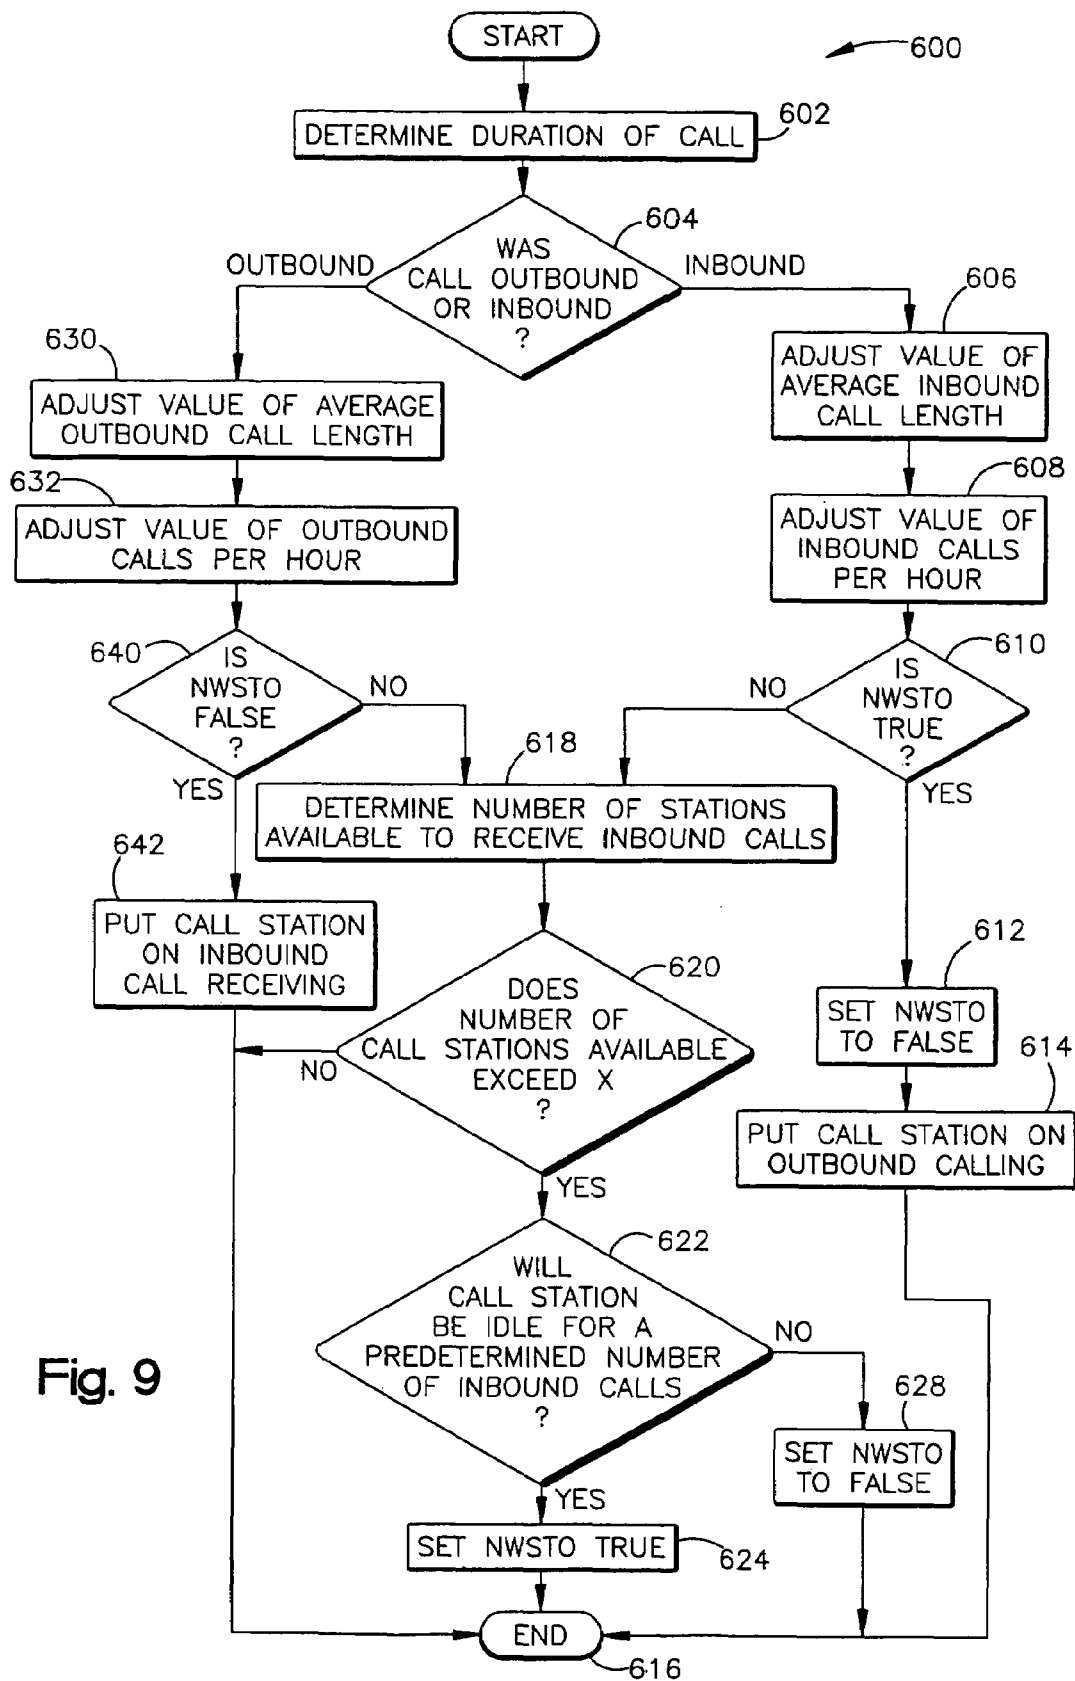 START
600
602
DETERMINE DURATION OF CALL
604
WAS
CALL OUTBOUND
OR INBOUND
?
OUTBOUND
INBOUND
606
ADJUST VALUE OF
AVERAGE INBOUND
CALL LENGTH
630
ADJUST VALUE OF AVERAGE
OUTBOUND CALL LENGTH
608
ADJUST VALUE OF
INBOUND CALLS
PER HOUR
632
ADJUST VALUE OF OUTBOUND
CALLS PER HOUR
640
IS
NWSTO
FALSE
?
NO
YES
610
IS
NWSTO
TRUE
?
NO
YES
618
DETERMINE NUMBER OF STATIONS
AVAILABLE TO RECEIVE INBOUND CALLS
642
PUT CALL STATION
ON INBOUIND
CALL RECEIVING
620
DOES
NUMBER OF
CALL STATIONS AVAILABLE
EXCEED X
?
NO
YES
612
SET NWSTO
TO FALSE
614
PUT CALL STATION ON
OUTBOUND CALLING
622
WILL
CALL STATION
BE IDLE FOR A
PREDETERMINED NUMBER
OF INBOUND CALLS
?
NO
YES
628
SET NWSTO
TO FALSE
SET NWSTO TRUE
624
END
616
Fig. 9